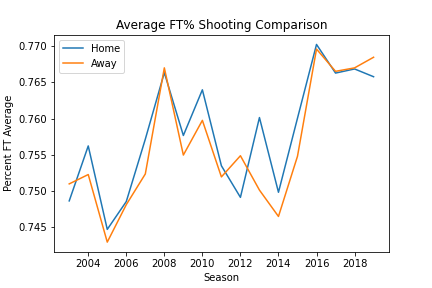 Average FT% Shooting Comparison
Home
Away
Percent FT Average
0.770
0.765
0.760
0.755
0.750
0.745
2004 2006 2008 2010 2012 2014 2016 2018
Season